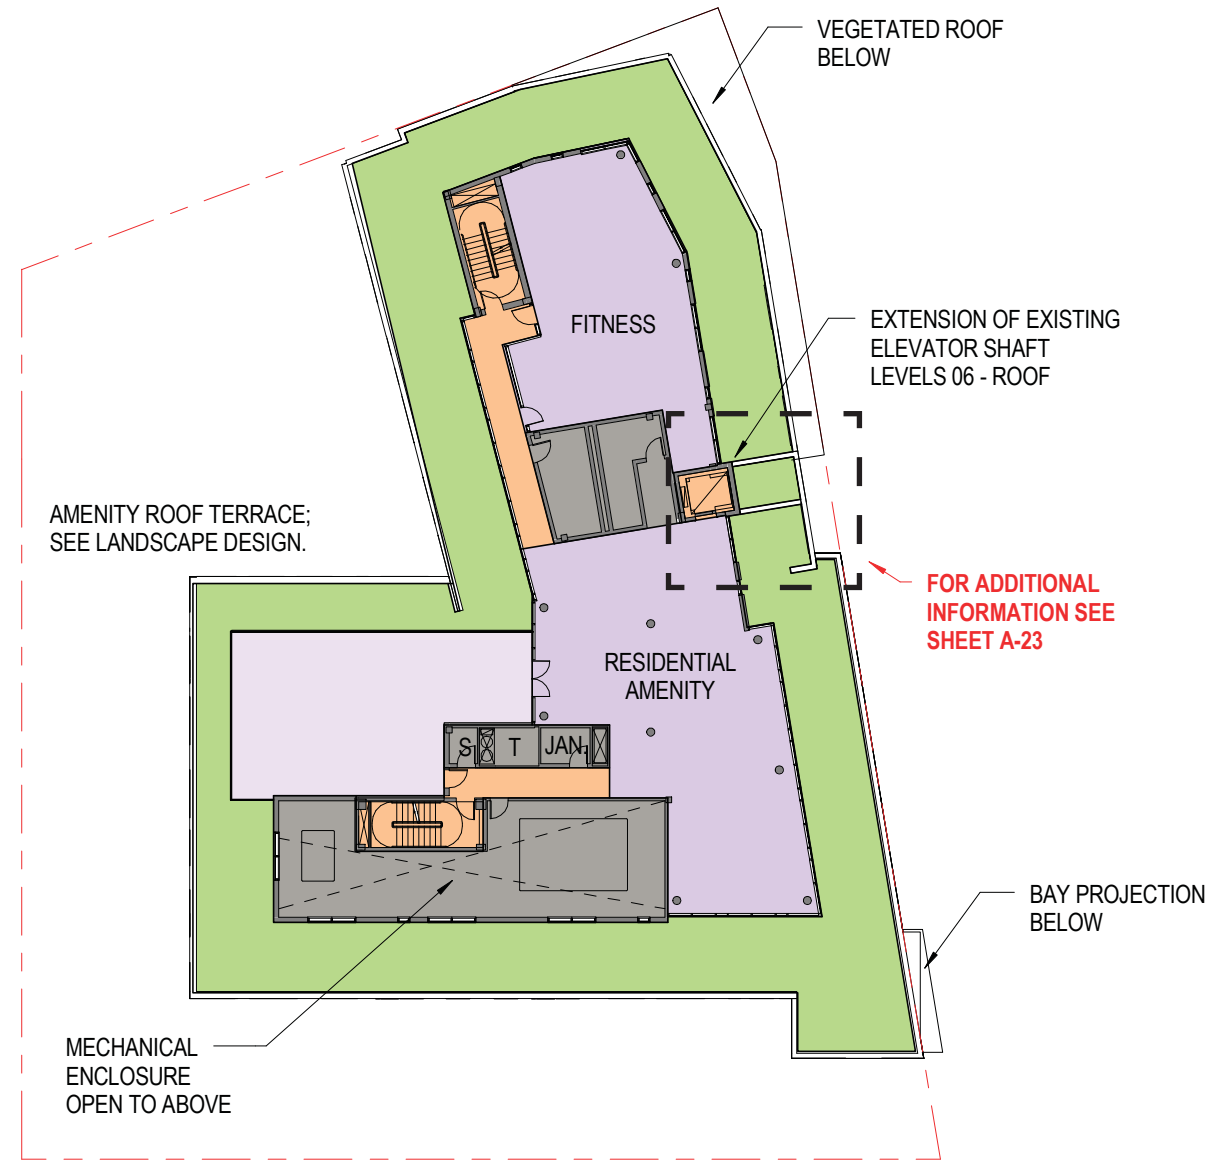 VEGETATED ROOF
BELOW
FITNESS
EXTENSION OF EXISTING
ELEVATOR SHAFT
LEVELS 06 - ROOF
AMENITY ROOF TERRACE;
SEE LANDSCAPE DESIGN.
FOR ADDITIONAL
INFORMATION SEE
SHEET A-23
RESIDENTIAL
AMENITY
S
T
JAN.
BAY PROJECTION
BELOW
MECHANICAL
ENCLOSURE
OPEN TO ABOVE